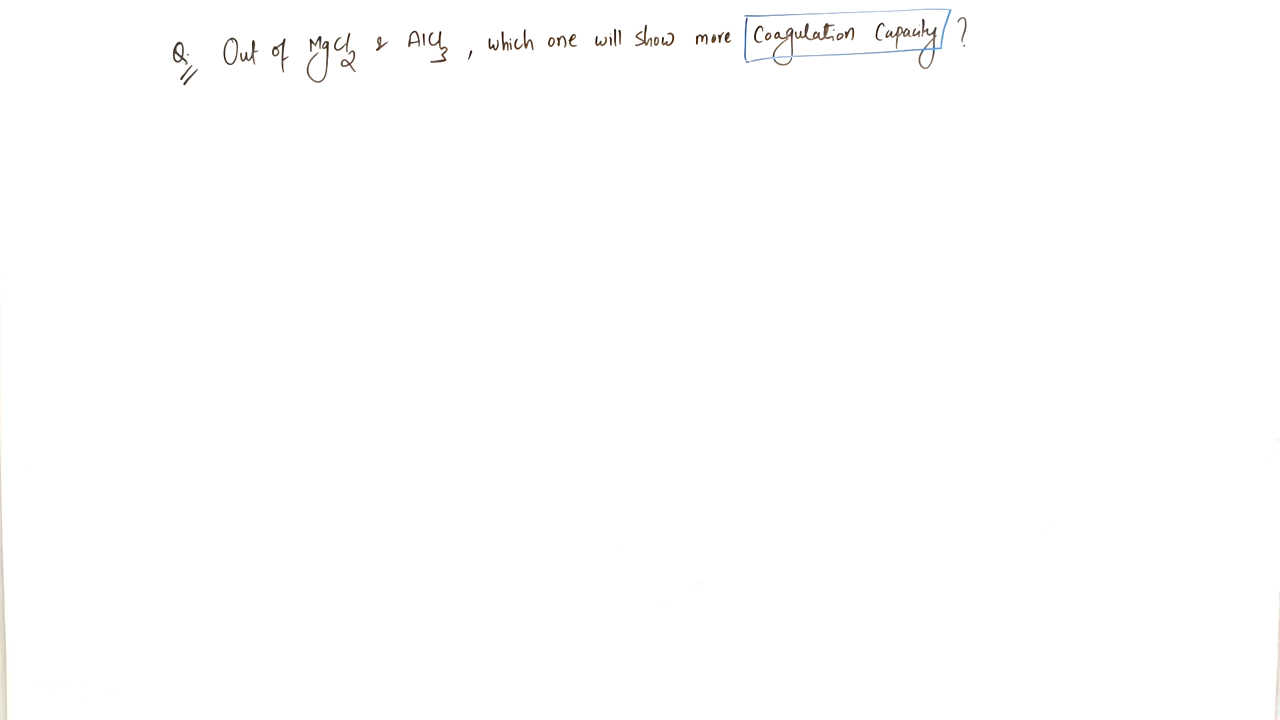 Q. Out of MgCl2 & AlCl3, which one will show more Coagulation Capacity?